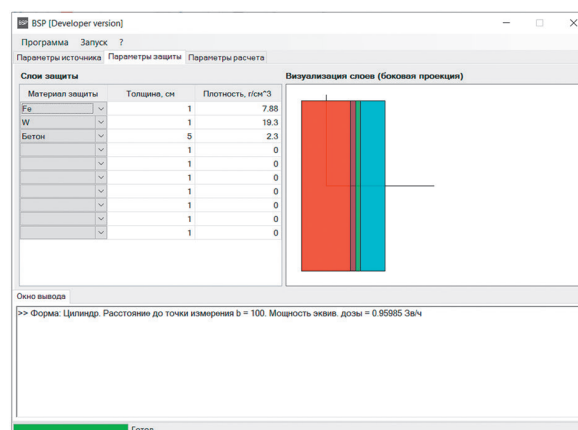 BSP [Developer version]
Программа Запуск ?
Параметры источника Параметры защиты Параметры расчета
Слои защиты
Визуализация слоев (боковая проекция)
Материал защиты Толщина, см Плотность, г/см^3
Fe 1 7.88
W 1 19.3
Бетон 5 2.3
1 0
1 0
1 0
1 0
1 0
1 0
1 0
Окно вывода
>> Форма: Цилиндр. Расстояние до точки измерения b = 100. Мощность эквив. дозы = 0.95985 Зв/ч
Готов